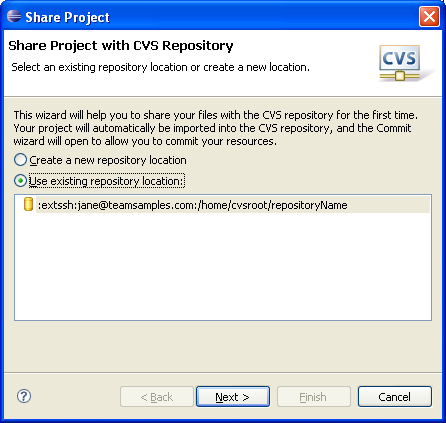 Share Project
Share Project with CVS Repository
Select an existing repository location or create a new location.
CVS
This wizard will help you to share your files with the CVS repository for the first time.
Your project will automatically be imported into the CVS repository, and the Commit
wizard will open to allow you to commit your resources.
Create a new repository location
Use existing repository location:
:extssh:jane@teamsamples.com:/home/cvsroot/repositoryName
? < Back Next > Finish Cancel